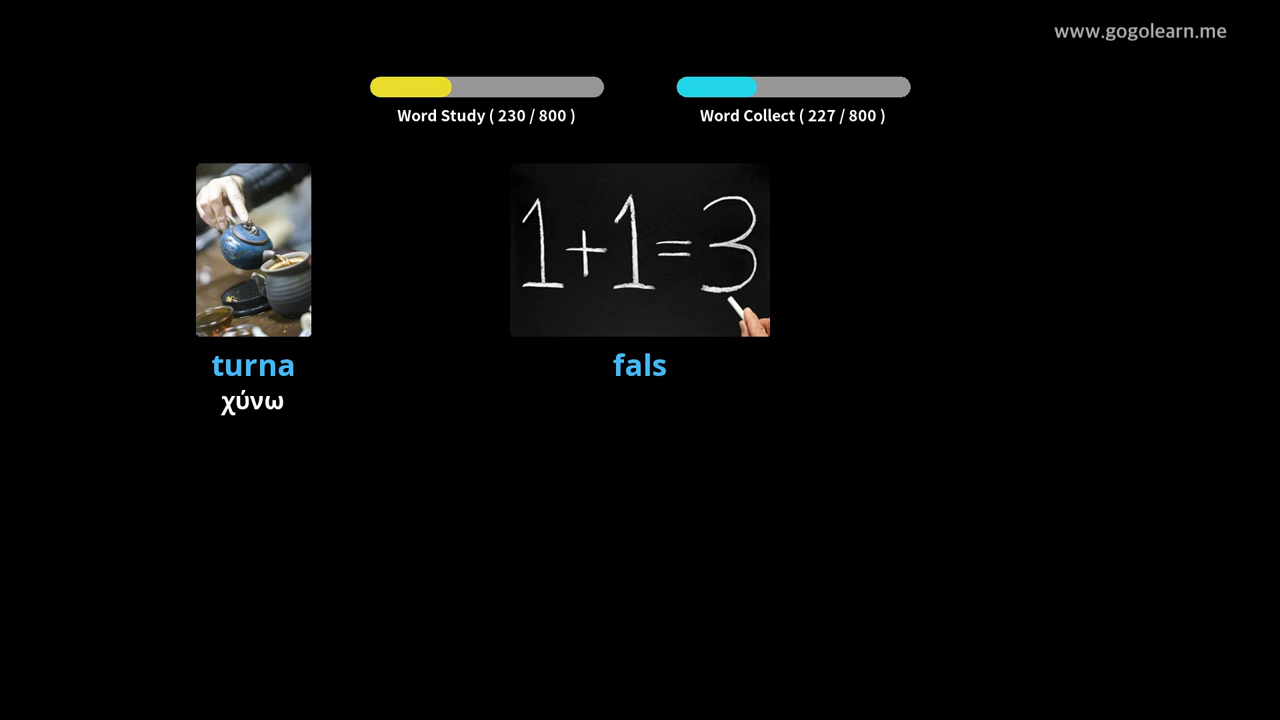 www.gogolearn.me
Word Study ( 230 / 800 )
Word Collect ( 227 / 800 )
1+1=3
turna
χύνω
fals